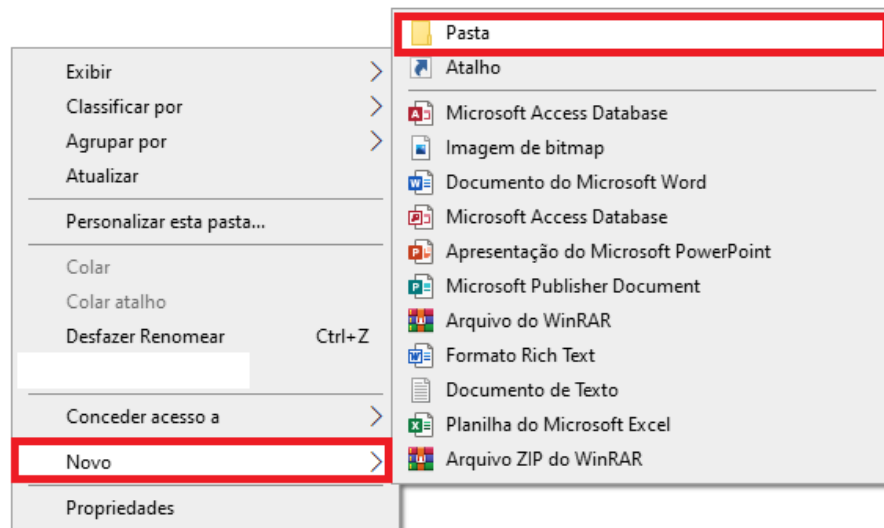 Exibir
Classificar por
Agrupar por
Atualizar
Personalizar esta pasta...
Colar
Colar atalho
Desfazer Renomear Ctrl+Z
Conceder acesso a
Novo
Propriedades
Pasta
Atalho
Microsoft Access Database
Imagem de bitmap
Documento do Microsoft Word
Microsoft Access Database
Apresentação do Microsoft PowerPoint
Microsoft Publisher Document
Arquivo do WinRAR
Formato Rich Text
Documento de Texto
Planilha do Microsoft Excel
Arquivo ZIP do WinRAR